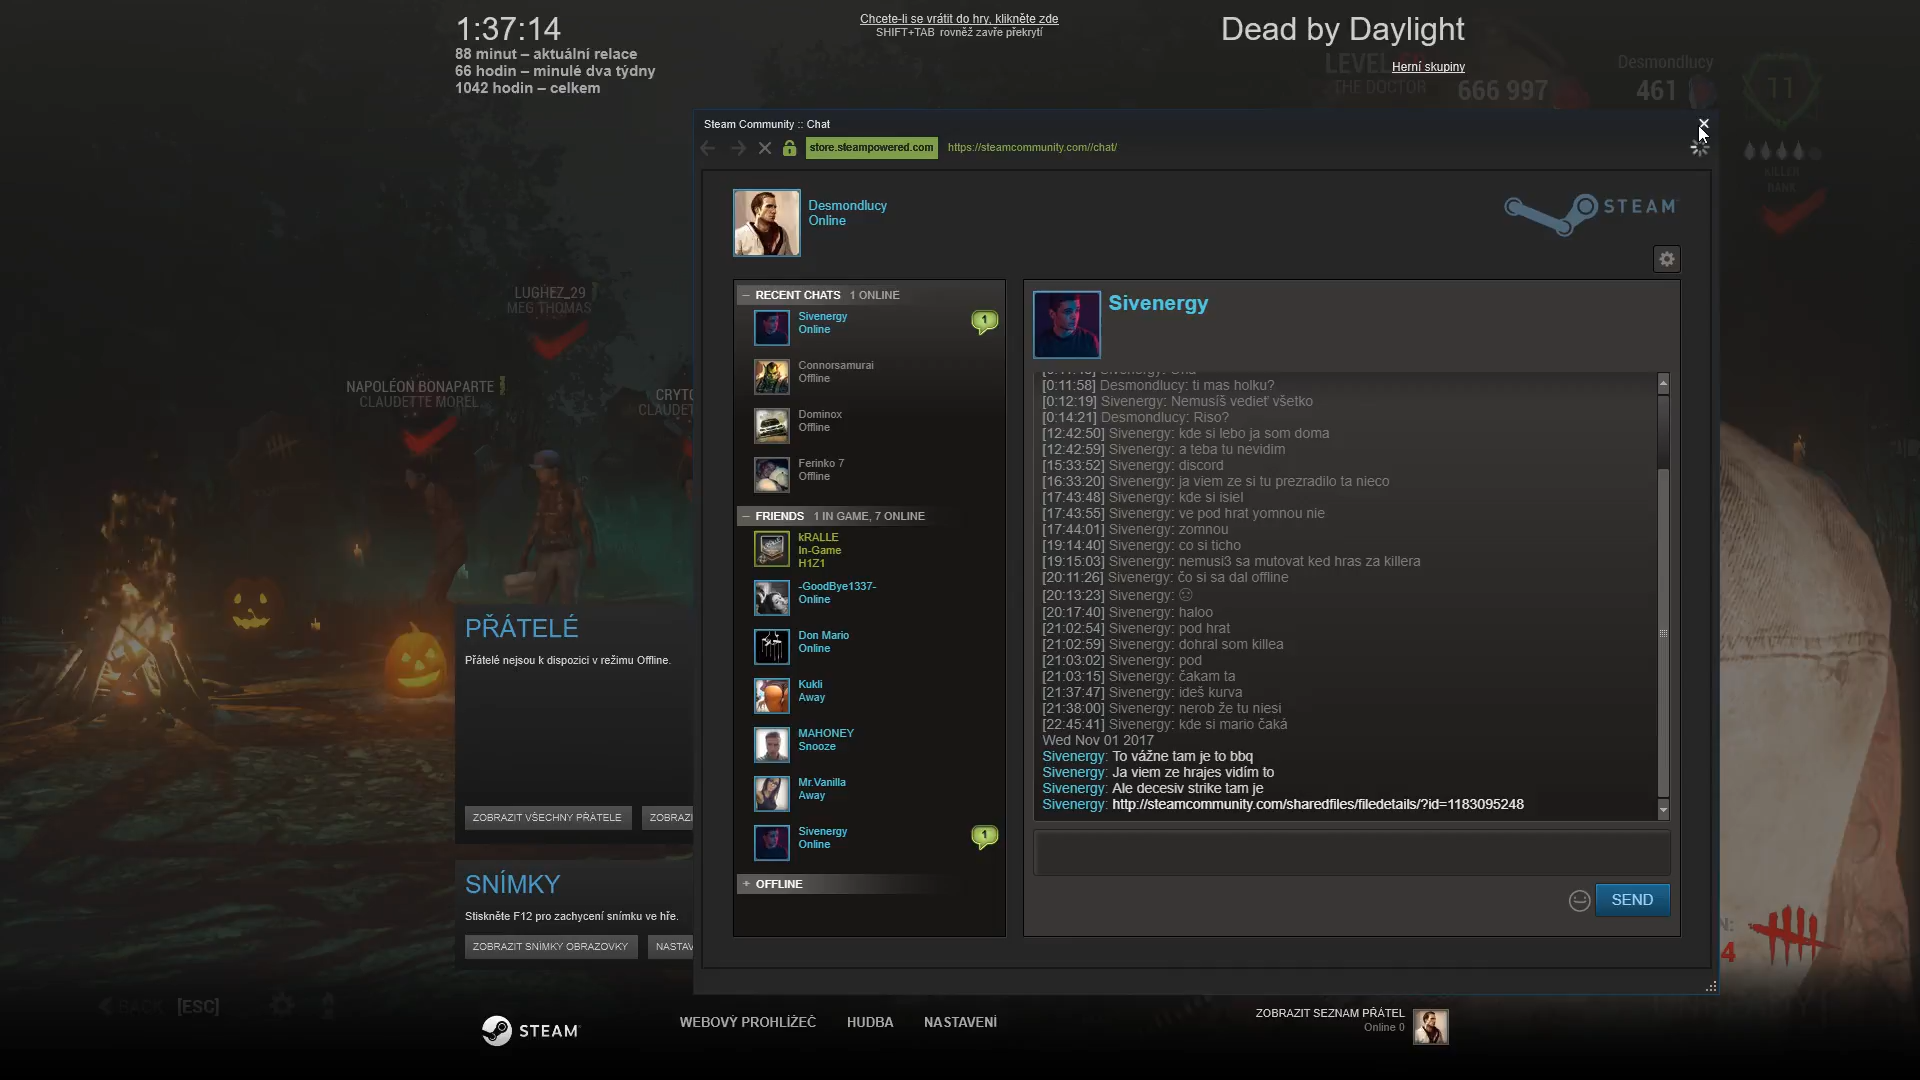 1:37:14
88 minut – aktuální relace
66 hodin – minulé dva týdny
1042 hodin – celkem
Chcete-li se vrátit do hry, klikněte zde
SHIFT+TAB rovněž zavře překrytí
Dead by Daylight
Herní skupiny
LEVEL
THE DOCTOR
666 997
Desmondlucy
461
11
KILLER
RANK
Steam Community :: Chat
store.steampowered.com
https://steamcommunity.com//chat/
Desmondlucy
Online
STEAM
RECENT CHATS 1 ONLINE
Sivenergy
Online
1
Connorsamurai
Offline
Dominox
Offline
Ferinko 7
Offline
FRIENDS 1 IN GAME, 7 ONLINE
kRALLE
In-Game
H1Z1
-GoodBye1337-
Online
Don Mario
Online
Kukli
Away
MAHONEY
Snooze
Mr.Vanilla
Away
Sivenergy
Online
1
OFFLINE
Sivenergy
[0:11:58] Desmondlucy: ti mas holku?
[0:12:19] Sivenergy: Nemusíš vedieť všetko
[0:14:21] Desmondlucy: Riso?
[12:42:50] Sivenergy: kde si lebo ja som doma
[12:42:59] Sivenergy: a teba tu nevidim
[15:33:52] Sivenergy: discord
[16:33:20] Sivenergy: ja viem ze si tu prezradilo ta nieco
[17:43:48] Sivenergy: kde si isiel
[17:43:55] Sivenergy: ve pod hrat yomnou nie
[17:44:01] Sivenergy: zomnou
[19:14:40] Sivenergy: co si ticho
[19:15:03] Sivenergy: nemusi3 sa mutovat ked hras za killera
[20:11:26] Sivenergy: čo si sa dal offline
[20:13:23] Sivenergy:
[20:17:40] Sivenergy: haloo
[21:02:54] Sivenergy: pod hrat
[21:02:59] Sivenergy: dohral som killea
[21:03:02] Sivenergy: pod
[21:03:15] Sivenergy: čakam ta
[21:37:47] Sivenergy: ideš kurva
[21:38:00] Sivenergy: nerob že tu niesi
[22:45:41] Sivenergy: kde si mario čaká
Wed Nov 01 2017
Sivenergy: To vážne tam je to bbq
Sivenergy: Ja viem ze hrajes vidím to
Sivenergy: Ale decesiv strike tam je
Sivenergy: http://steamcommunity.com/sharedfiles/filedetails/?id=1183095248
SEND
LUGHEZ_29
MEG THOMAS
NAPOLÉON BONAPARTE
CLAUDETTE MOREL
CRYTO
CLAUDET
PŘÁTELÉ
Přátelé nejsou k dispozici v režimu Offline.
ZOBRAZIT VŠECHNY PŘÁTELE
ZOBRAZ
SNÍMKY
Stiskněte F12 pro zachycení snímku ve hře.
ZOBRAZIT SNÍMKY OBRAZOVKY
NASTAV
N:
4
BACK [ESC]
STEAM
WEBOVÝ PROHLÍŽEČ
HUDBA
NASTAVENÍ
ZOBRAZIT SEZNAM PŘÁTEL
Online 0